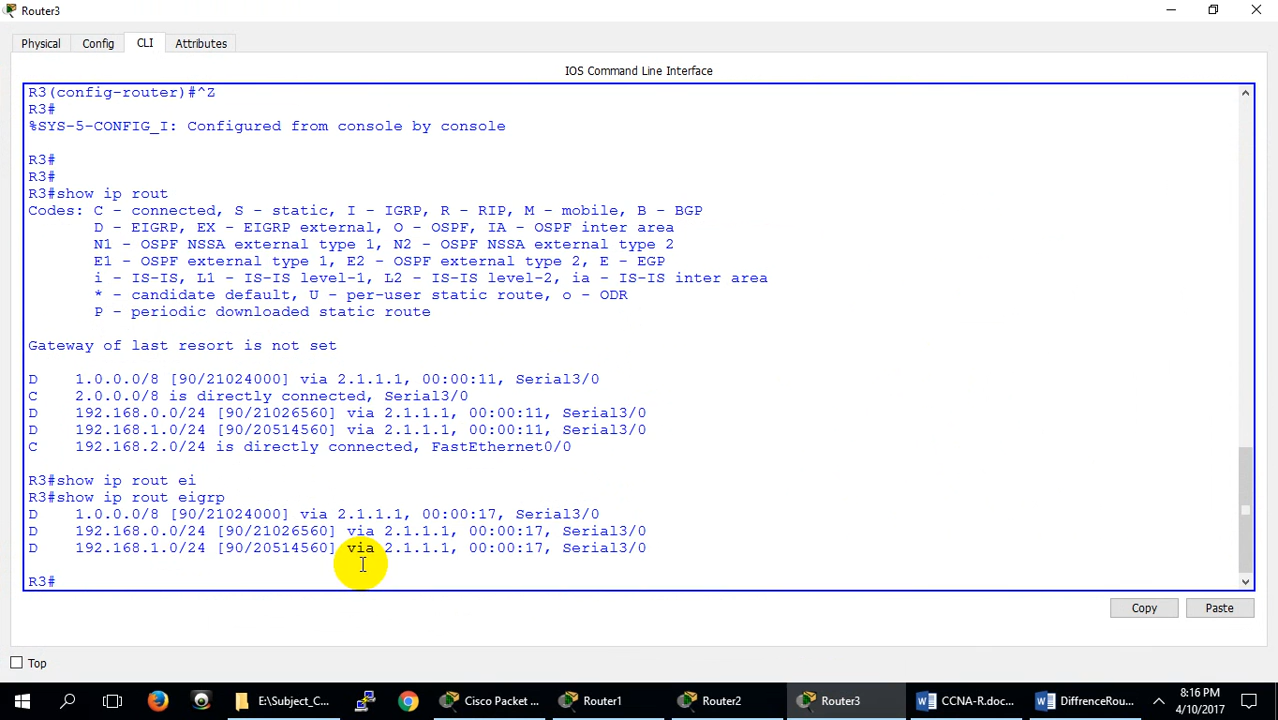 Router3
Physical Config CLI Attributes
IOS Command Line Interface
R3(config-router)#^Z
R3#
%SYS-5-CONFIG_I: Configured from console by console
R3#
R3#
R3#show ip rout
Codes: C - connected, S - static, I - IGRP, R - RIP, M - mobile, B - BGP
D - EIGRP, EX - EIGRP external, O - OSPF, IA - OSPF inter area
N1 - OSPF NSSA external type 1, N2 - OSPF NSSA external type 2
E1 - OSPF external type 1, E2 - OSPF external type 2, E - EGP
i - IS-IS, L1 - IS-IS level-1, L2 - IS-IS level-2, ia - IS-IS inter area
* - candidate default, U - per-user static route, o - ODR
P - periodic downloaded static route
Gateway of last resort is not set
D 1.0.0.0/8 [90/21024000] via 2.1.1.1, 00:00:11, Serial3/0
C 2.0.0.0/8 is directly connected, Serial3/0
D 192.168.0.0/24 [90/21026560] via 2.1.1.1, 00:00:11, Serial3/0
D 192.168.1.0/24 [90/20514560] via 2.1.1.1, 00:00:11, Serial3/0
C 192.168.2.0/24 is directly connected, FastEthernet0/0
R3#show ip rout ei
R3#show ip rout eigrp
D 1.0.0.0/8 [90/21024000] via 2.1.1.1, 00:00:17, Serial3/0
D 192.168.0.0/24 [90/21026560] via 2.1.1.1, 00:00:17, Serial3/0
D 192.168.1.0/24 [90/20514560] via 2.1.1.1, 00:00:17, Serial3/0
R3#
Copy Paste
Top
E:\Subject_C... Cisco Packet ... Router1 Router2 Router3 CCNA-R.doc... DiffrenceRou... 8:16 PM
4/10/2017